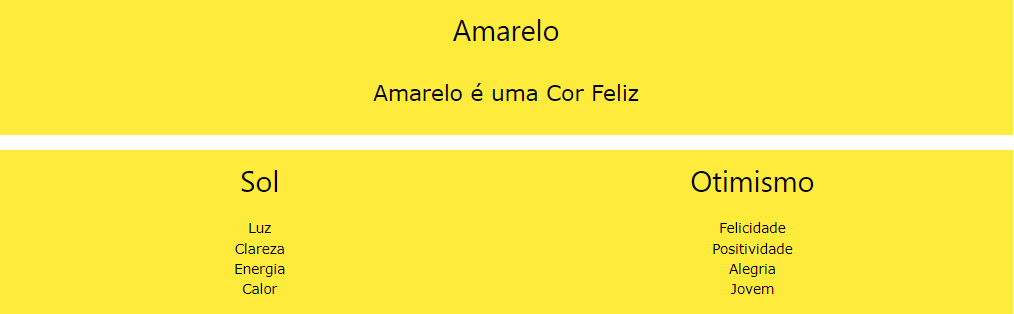 Amarelo
Amarelo é uma Cor Feliz
Sol
Luz
Clareza
Energia
Calor
Otimismo
Felicidade
Positividade
Alegria
Jovem